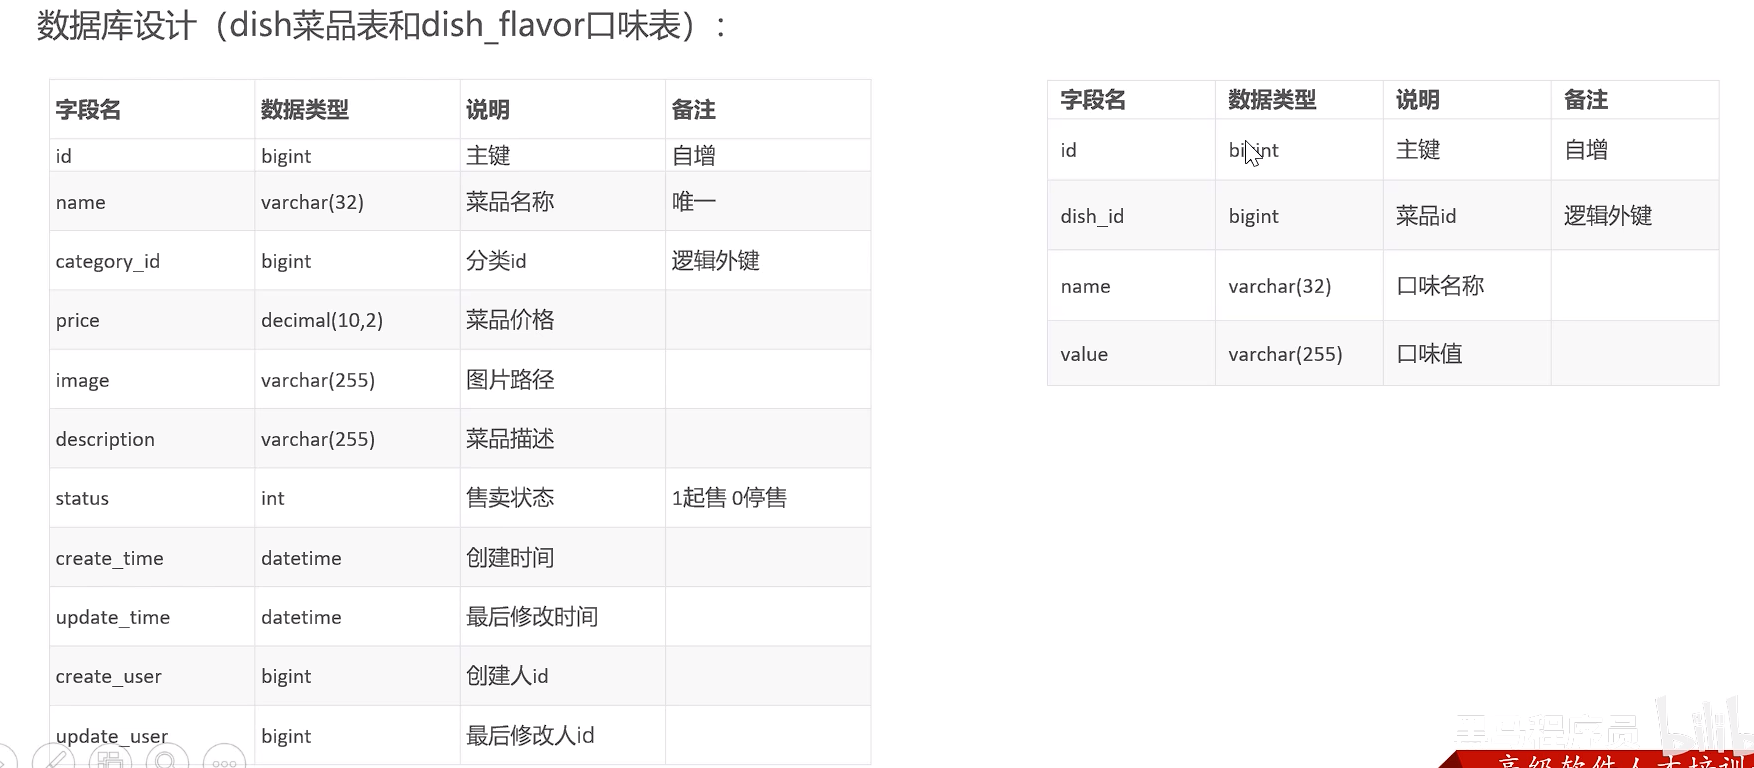 数据库设计（dish菜品表和dish_flavor口味表）:
字段名 数据类型 说明 备注
id bigint 主键 自增
name varchar(32) 菜品名称 唯一
category_id bigint 分类id 逻辑外键
price decimal(10,2) 菜品价格
image varchar(255) 图片路径
description varchar(255) 菜品描述
status int 售卖状态 1起售 0停售
create_time datetime 创建时间
update_time datetime 最后修改时间
create_user bigint 创建人id
update_user bigint 最后修改人id
字段名 数据类型 说明 备注
id bigint 主键 自增
dish_id bigint 菜品id 逻辑外键
name varchar(32) 口味名称
value varchar(255) 口味值
黑马程序员
bilib
高级软件人才培训